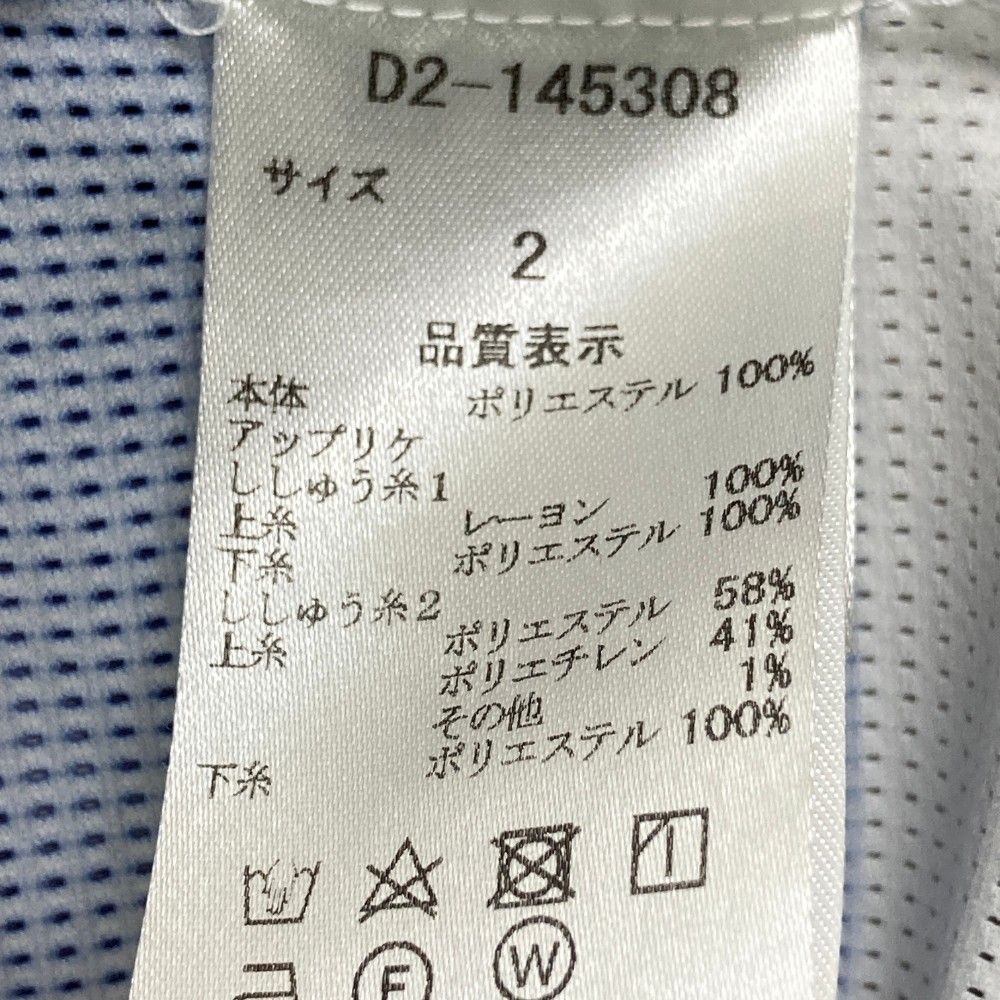 D2-145308
サイズ
2
品質表示
本体 ポリエステル 100%
アップリケ
ししゅう糸1
上糸 レーヨン 100%
下糸 ポリエステル 100%
ししゅう糸2
上糸 ポリエステル 58%
ポリエチレン 41%
その他 1%
下糸 ポリエステル 100%
F
W